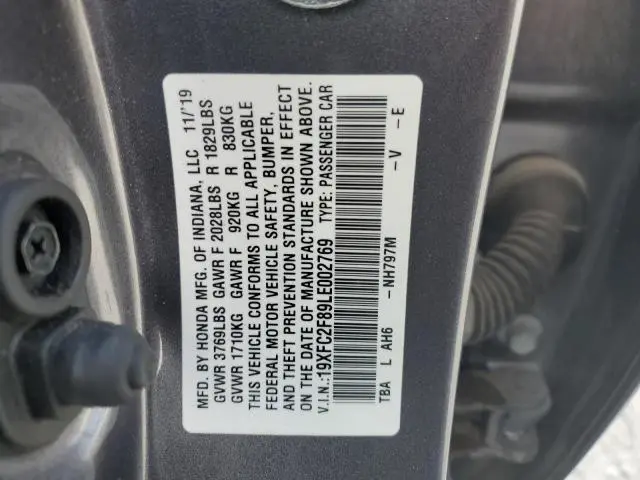 MFD. BY HONDA MFG. OF INDIANA, LLC 11/'19
GVWR 3769LBS GAWR F 2028LBS R 1829LBS
GVWR 1710KG GAWR F 920KG R 830KG
THIS VEHICLE CONFORMS TO ALL APPLICABLE
FEDERAL MOTOR VEHICLE SAFETY, BUMPER,
AND THEFT PREVENTION STANDARDS IN EFFECT
ON THE DATE OF MANUFACTURE SHOWN ABOVE.
V.I.N.:19XFC2F89LE002769 TYPE: PASSENGER CAR
TBA L AH6 -NH797M -V -E